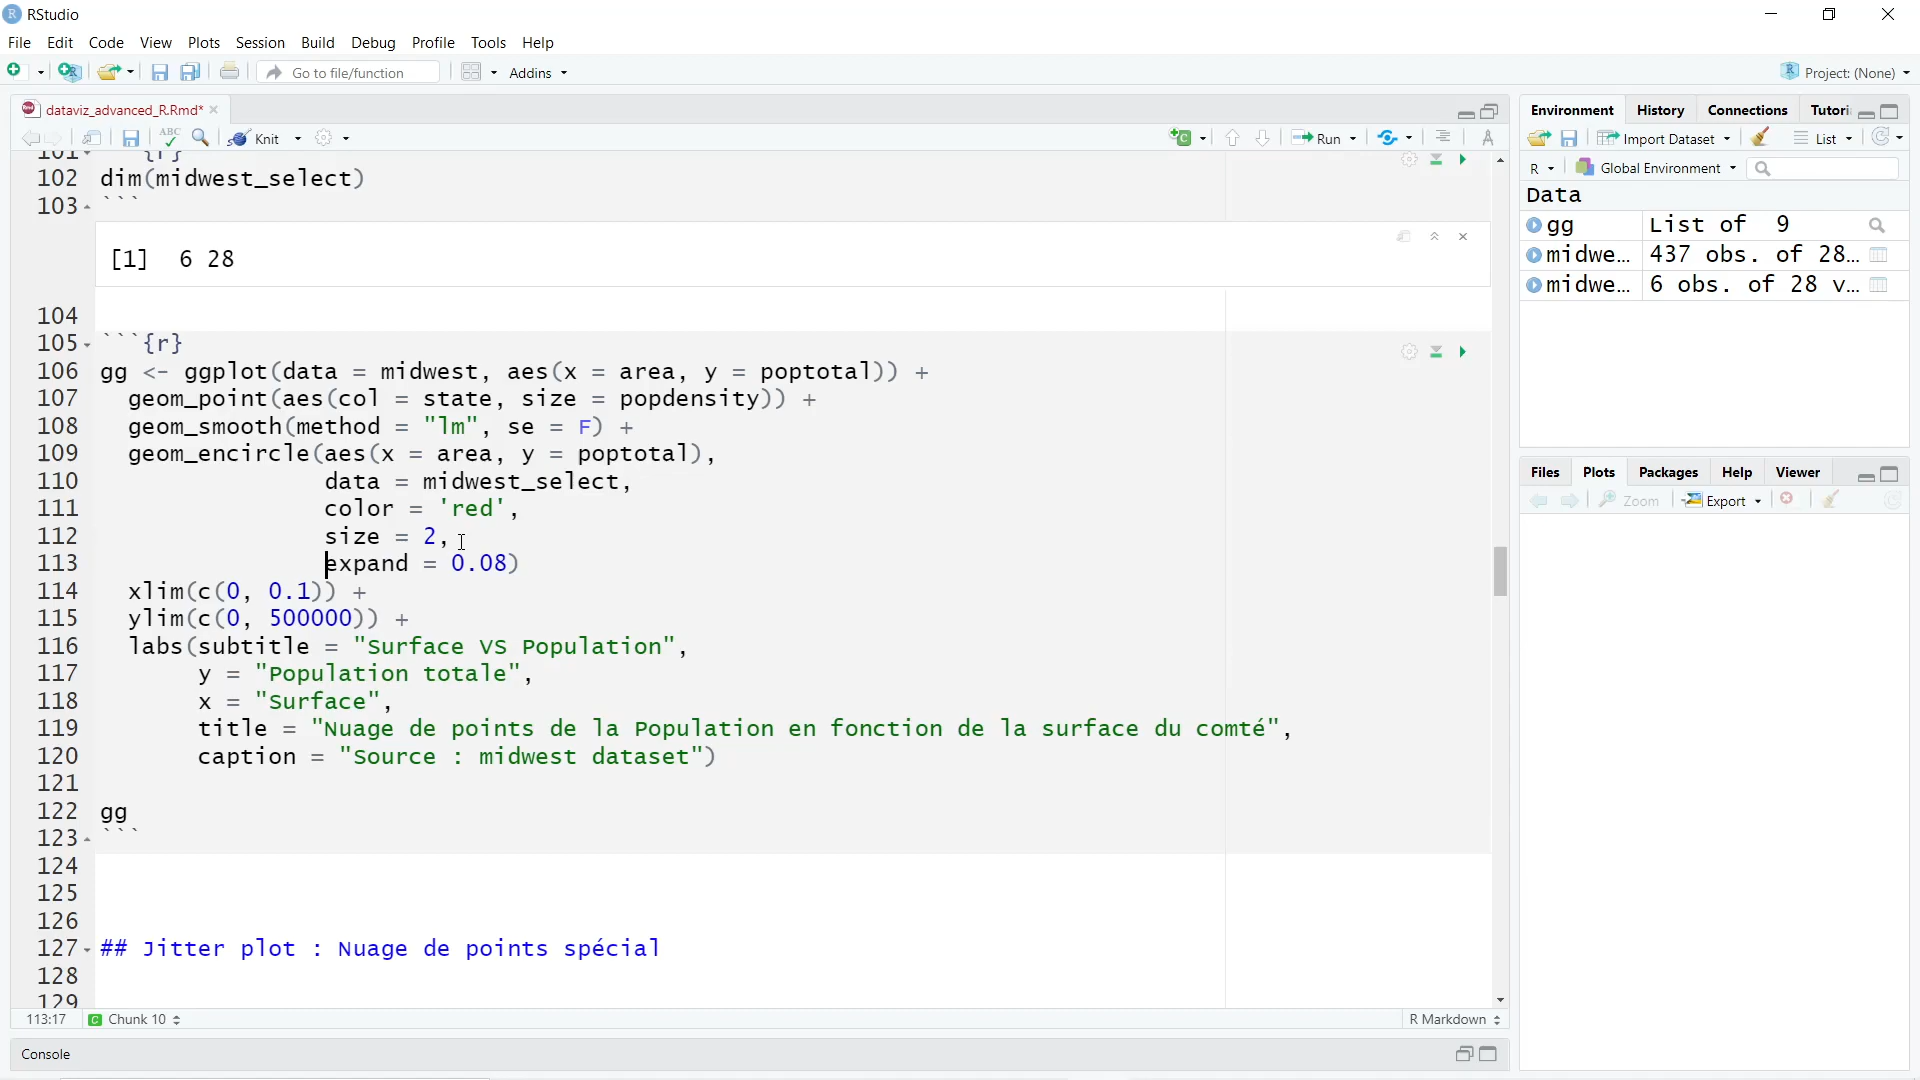 RStudio
File Edit Code View Plots Session Build Debug Profile Tools Help
Go to file/function Addins Project: (None)
dataviz_advanced_R.Rmd*
Knit Run
101 ```{r}
102 dim(midwest_select)
103 ```
[1] 6 28
104
105 ```{r}
106 gg <- ggplot(data = midwest, aes(x = area, y = poptotal)) +
107 geom_point(aes(col = state, size = popdensity)) +
108 geom_smooth(method = "lm", se = F) +
109 geom_encircle(aes(x = area, y = poptotal),
110 data = midwest_select,
111 color = 'red',
112 size = 2,
113 expand = 0.08)
114 xlim(c(0, 0.1)) +
115 ylim(c(0, 500000)) +
116 labs(subtitle = "Surface VS Population",
117 y = "Population totale",
118 x = "Surface",
119 title = "Nuage de points de la Population en fonction de la surface du comté",
120 caption = "Source : midwest dataset")
121
122 gg
123 ```
124
125
126
127 ## Jitter plot : Nuage de points spécial
128
129
113:17 Chunk 10 R Markdown
Console
Environment History Connections Tutori
Import Dataset List
R Global Environment
Data
gg List of 9
midwe... 437 obs. of 28...
midwe... 6 obs. of 28 v...
Files Plots Packages Help Viewer
Zoom Export